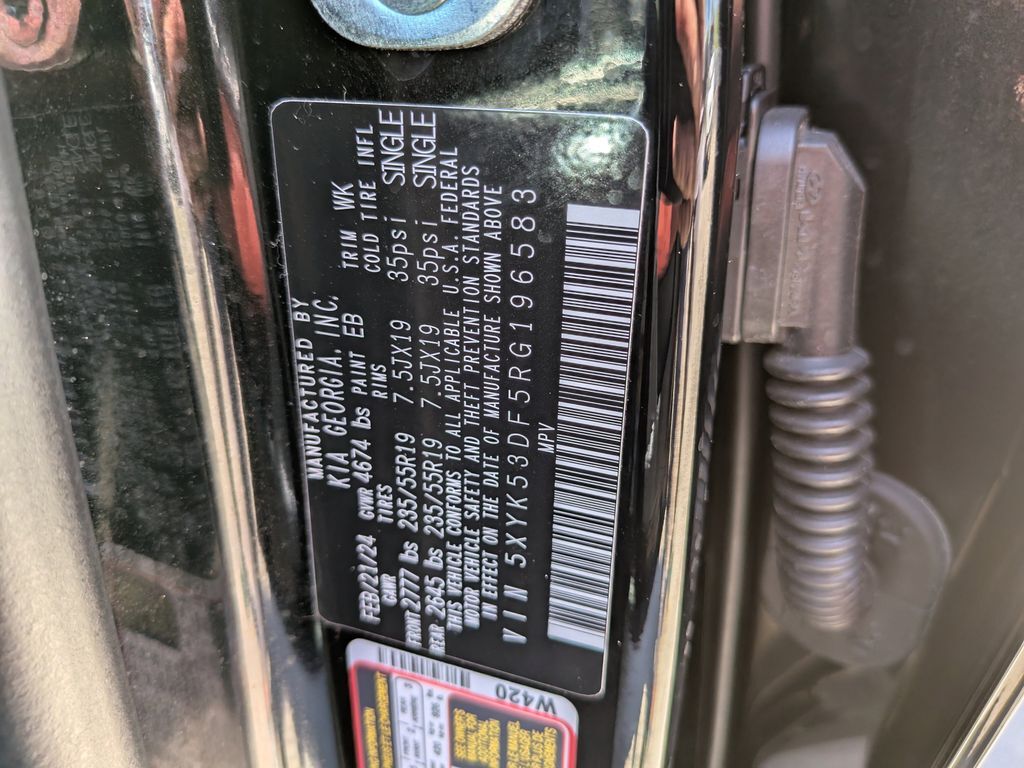 MANUFACTURED BY
KIA GEORGIA, INC.
FEB/21/24 GVWR 4674 lbs PAINT EB TRIM WK
GAWR TIRES RIMS COLD TIRE INFL
FRONT 2777 lbs 235/55R19 7.5JX19 35psi SINGLE
REAR 2645 lbs 235/55R19 7.5JX19 35psi SINGLE
THIS VEHICLE CONFORMS TO ALL APPLICABLE U.S.A. FEDERAL
MOTOR VEHICLE SAFETY AND THEFT PREVENTION STANDARDS
IN EFFECT ON THE DATE OF MANUFACTURE SHOWN ABOVE
VIN 5XYK53DF5RG196583
MPV
W420